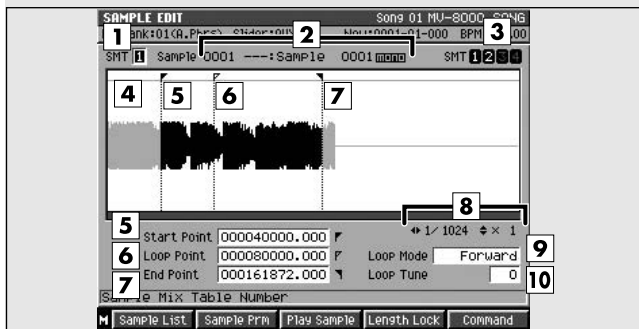 SAMPLE EDIT Song 01 MV-8000 SONG
Bank:01(A.Phrs) Now:0001-01-000 BPM
1 2 3
SMT 1 Sample 0001 ---:Sample 0001 mono SMT 1 2 3 4
4 5 6 7
8
1/ 1024 × 1
5 Start Point 000040000.000
6 Loop Point 000080000.000 Loop Mode Forward 9
7 End Point 000161872.000 Loop Tune 0 10
Sample Mix Table Number
M Sample List Sample Prm Play Sample Length Lock Command